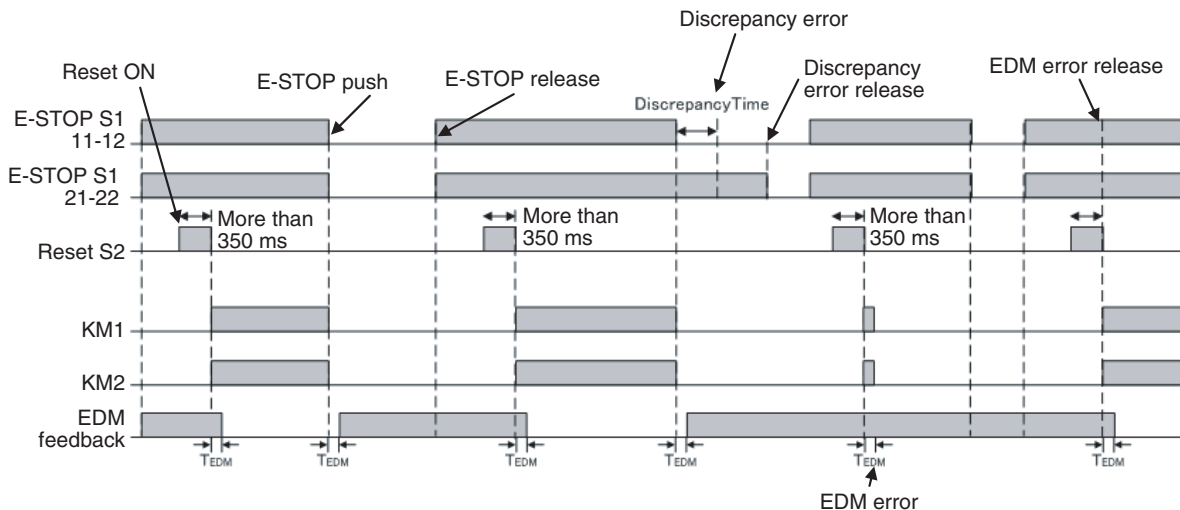 Discrepancy error
Reset ON
E-STOP push
E-STOP release
Discrepancy
error release
EDM error release
DiscrepancyTime
E-STOP S1
11-12
E-STOP S1
21-22
More than
350 ms
More than
350 ms
More than
350 ms
Reset S2
KM1
KM2
EDM
feedback
TEDM
TEDM
TEDM
TEDM
TEDM
TEDM
EDM error